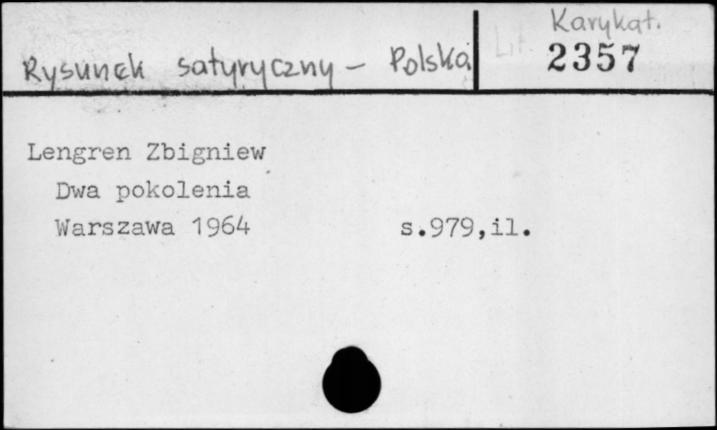 Karykat.
2357
Rysunek satyryczny – Polska
Lengren Zbigniew
Dwa pokolenia
Warszawa 1964 s.979,il.